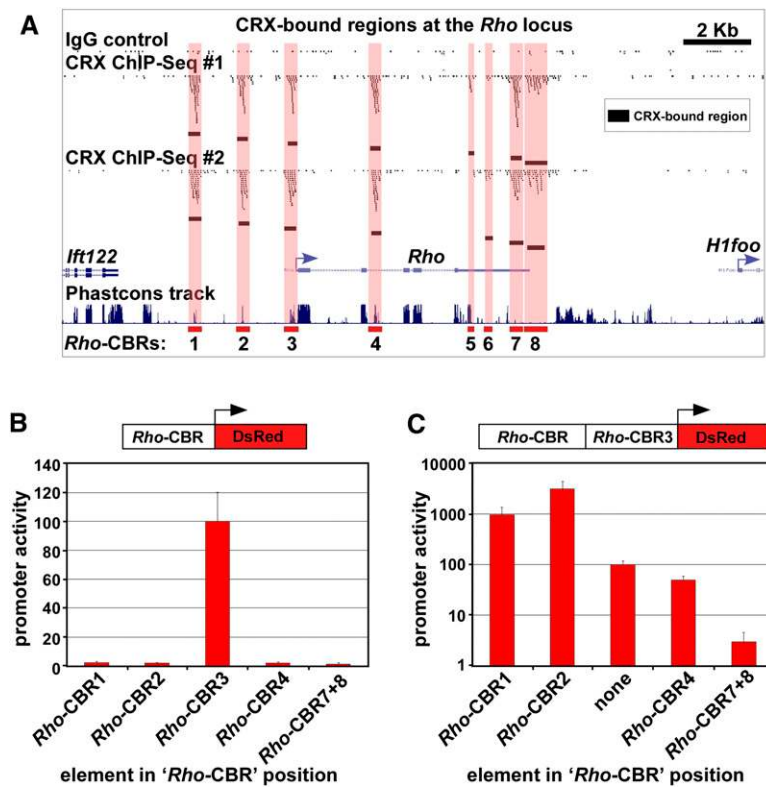 A
CRX-bound regions at the Rho locus
IgG control
2 Kb
CRX ChIP-Seq #1
CRX-bound region
CRX ChIP-Seq #2
Ift122
Rho
H1foo
Phastcons track
Rho-CBRs: 1 2 3 4 5 6 7 8
B
Rho-CBR DsRed
promoter activity
140
120
100
80
60
40
20
0
Rho-CBR1
Rho-CBR2
Rho-CBR3
Rho-CBR4
Rho-CBR7+8
element in 'Rho-CBR' position
C
Rho-CBR Rho-CBR3 DsRed
promoter activity
10000
1000
100
10
1
Rho-CBR1
Rho-CBR2
none
Rho-CBR4
Rho-CBR7+8
element in 'Rho-CBR' position